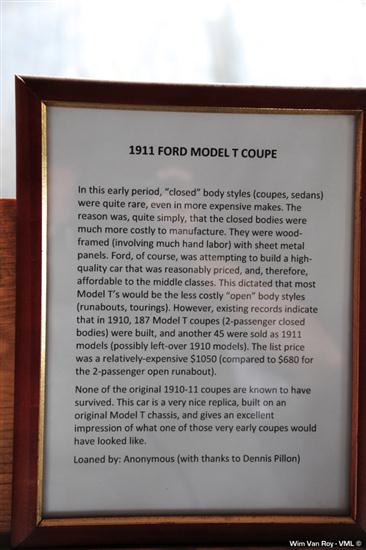 1911 FORD MODEL T COUPE
In this early period, “closed” body styles (coupes, sedans)
were quite rare, even in more expensive makes. The
reason was, quite simply, that the closed bodies were
much more costly to manufacture. They were wood-
framed (involving much hand labor) with sheet metal
panels. Ford, of course, was attempting to build a high-
quality car that was reasonably priced, and, therefore,
affordable to the middle classes. This dictated that most
Model T's would be the less costly “open” body styles
(runabouts, tourings). However, existing records indicate
that in 1910, 187 Model T coupes (2-passenger closed
bodies) were built, and another 45 were sold as 1911
models (possibly left-over 1910 models). The list price
was a relatively-expensive $1050 (compared to $680 for
the 2-passenger open runabout).
None of the original 1910-11 coupes are known to have
survived. This car is a very nice replica, built on an
original Model T chassis, and gives an excellent
impression of what one of those very early coupes would
have looked like.
Loaned by: Anonymous (with thanks to Dennis Pillon)
Wim Van Roy - VML ©